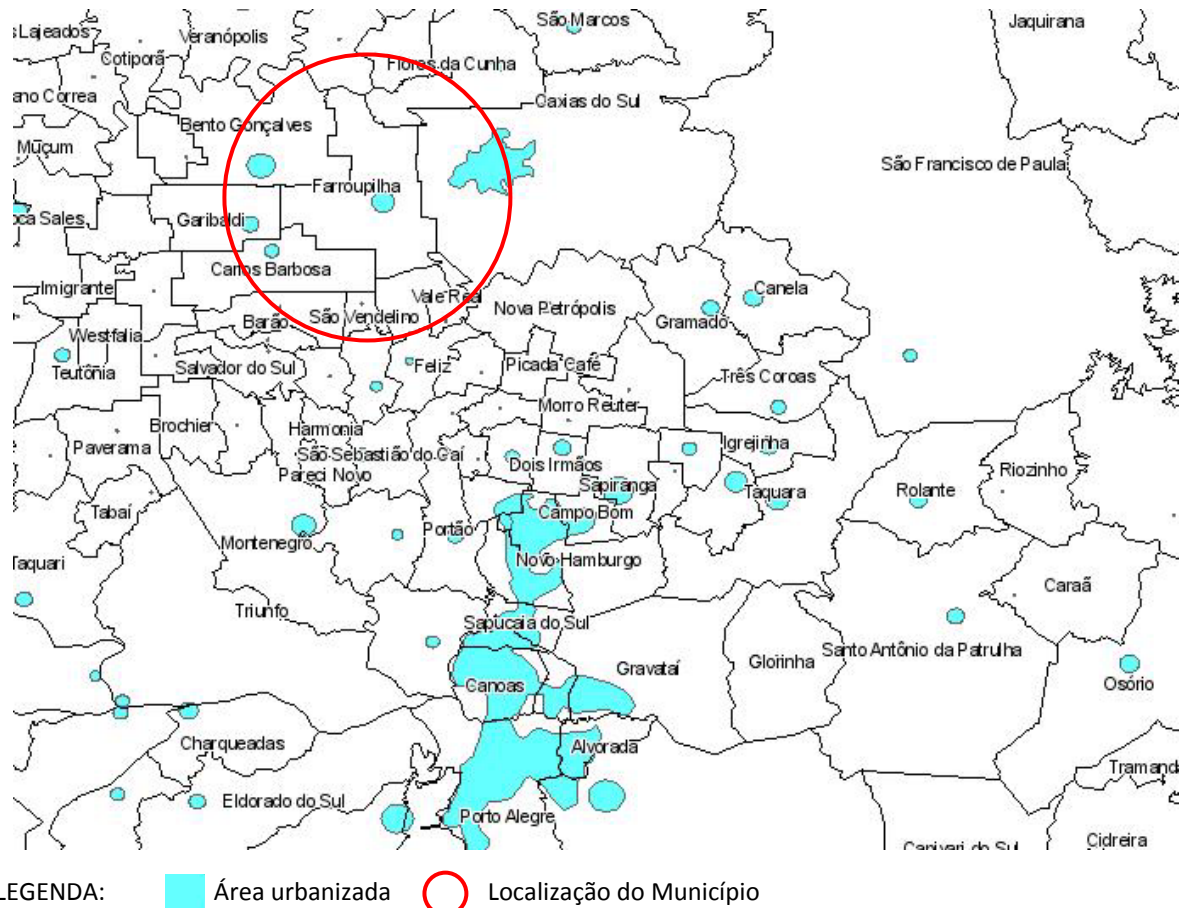 São Marcos
Jaquirana
s Lajeados
Veranópolis
Cotiporã
Flores da Cunha
ano Correa
Caxias do Sul
Bento Gonçalves
Muçum
São Francisco de Paula
Farroupilha
oca Sales
Garibaldi
Carlos Barbosa
Imigrante
Vale Real
Canela
Nova Petrópolis
São Vendelino
Barão
Gramado
Westfalia
Teutônia
Salvador do Sul
Feliz
Picada Café
Três Coroas
Morro Reuter
Brochier
Harmonia
Paverama
Igrejinha
São Sebastião do Caí
Dois Irmãos
Pareci Novo
Riozinho
Sapiranga
Taquara
Rolante
Tabaí
Campo Bom
Portão
Montenegro
Taquari
Novo Hamburgo
Caraã
Triunfo
Sapucaia do Sul
Santo Antônio da Patrulha
Glorinha
Gravataí
Canoas
Osório
Charqueadas
Alvorada
Tramand
Eldorado do Sul
Porto Alegre
Cidreira
Capivari do Sul
LEGENDA: Área urbanizada Localização do Município